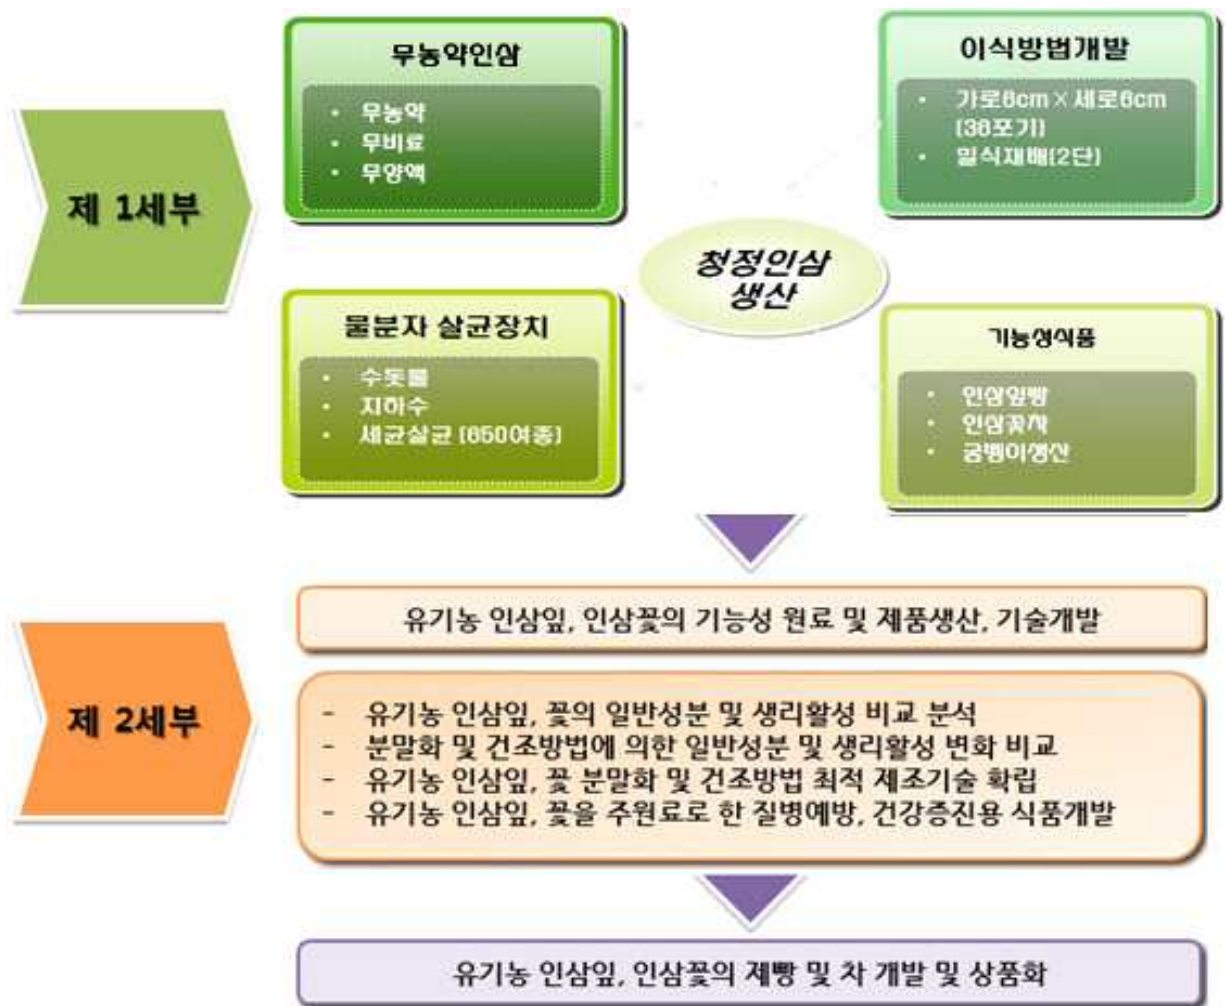 제 1세부
무농약인삼
• 무농약
• 무비료
• 무양액
이식방법개발
• 가로6cm×세로6cm
(36포기)
• 밀식재배(2단)
청정인삼
생산
물분자 살균장치
• 수돗물
• 지하수
• 세균살균 (650여종)
기능성식품
• 인삼잎빵
• 인삼꽃차
• 굼벵이생산
유기농 인삼잎, 인삼꽃의 기능성 원료 및 제품생산, 기술개발
제 2세부
- 유기농 인삼잎, 꽃의 일반성분 및 생리활성 비교 분석
- 분말화 및 건조방법에 의한 일반성분 및 생리활성 변화 비교
- 유기농 인삼잎, 꽃 분말화 및 건조방법 최적 제조기술 확립
- 유기농 인삼잎, 꽃을 주원료로 한 질병예방, 건강증진용 식품개발
유기농 인삼잎, 인삼꽃의 제빵 및 차 개발 및 상품화